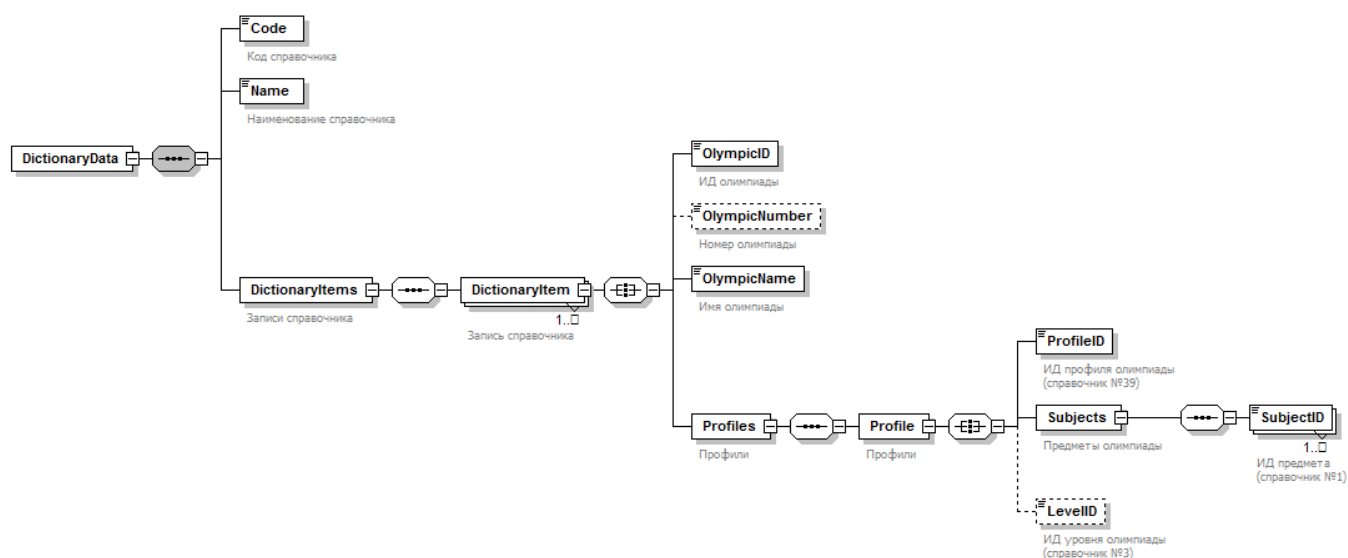 Code
Код справочника
Name
Наименование справочника
DictionaryData
OlympicID
ИД олимпиады
OlympicNumber
Номер олимпиады
DictionaryItems
Записи справочника
DictionaryItem
1..□
Запись справочника
OlympicName
Имя олимпиады
ProfileID
ИД профиля олимпиады
(справочник №39)
Profiles
Профили
Profile
Профили
Subjects
Предметы олимпиады
SubjectID
1..□
ИД предмета
(справочник №1)
LevelID
ИД уровня олимпиады
(справочник №3)